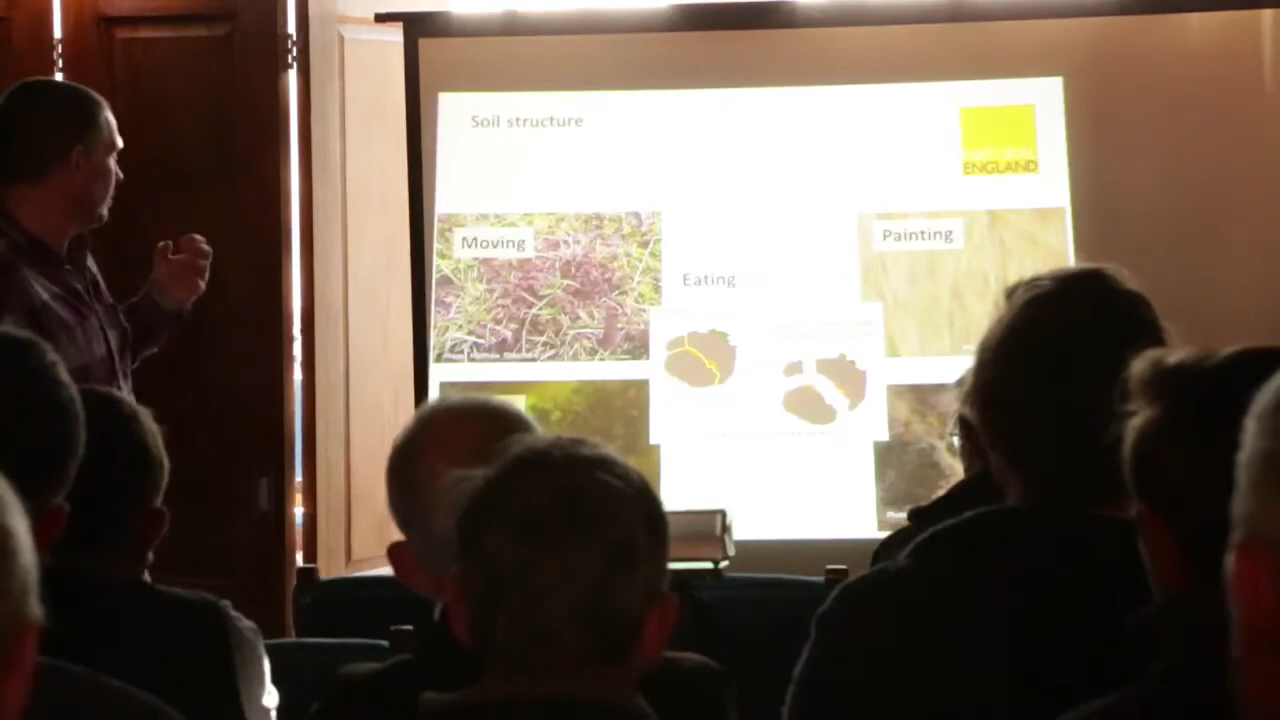 Soil structure
NATURAL
ENGLAND
Moving
Painting
Eating